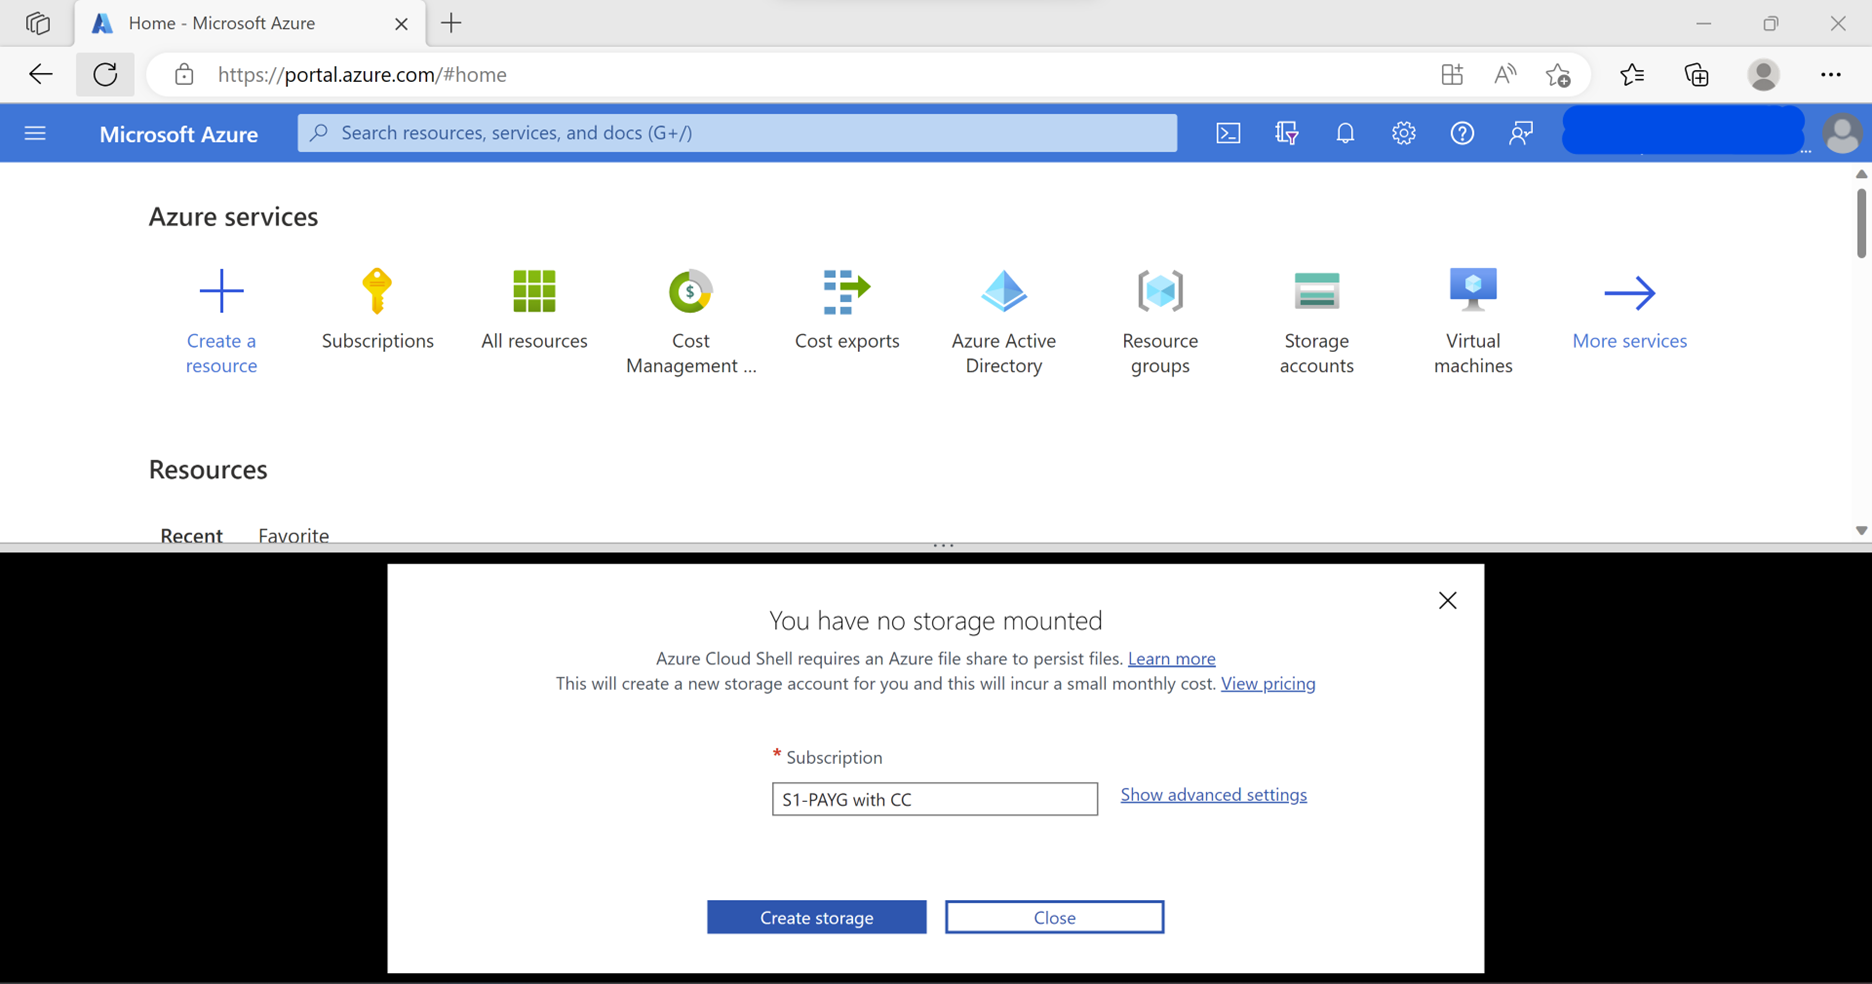 Home - Microsoft Azure
https://portal.azure.com/#home
Microsoft Azure
Search resources, services, and docs (G+/)
...
Azure services
Create a
resource
Subscriptions
All resources
Cost
Management ...
Cost exports
Azure Active
Directory
Resource
groups
Storage
accounts
Virtual
machines
More services
Resources
Recent Favorite
You have no storage mounted
Azure Cloud Shell requires an Azure file share to persist files. Learn more
This will create a new storage account for you and this will incur a small monthly cost. View pricing
* Subscription
S1-PAYG with CC
Show advanced settings
Create storage
Close